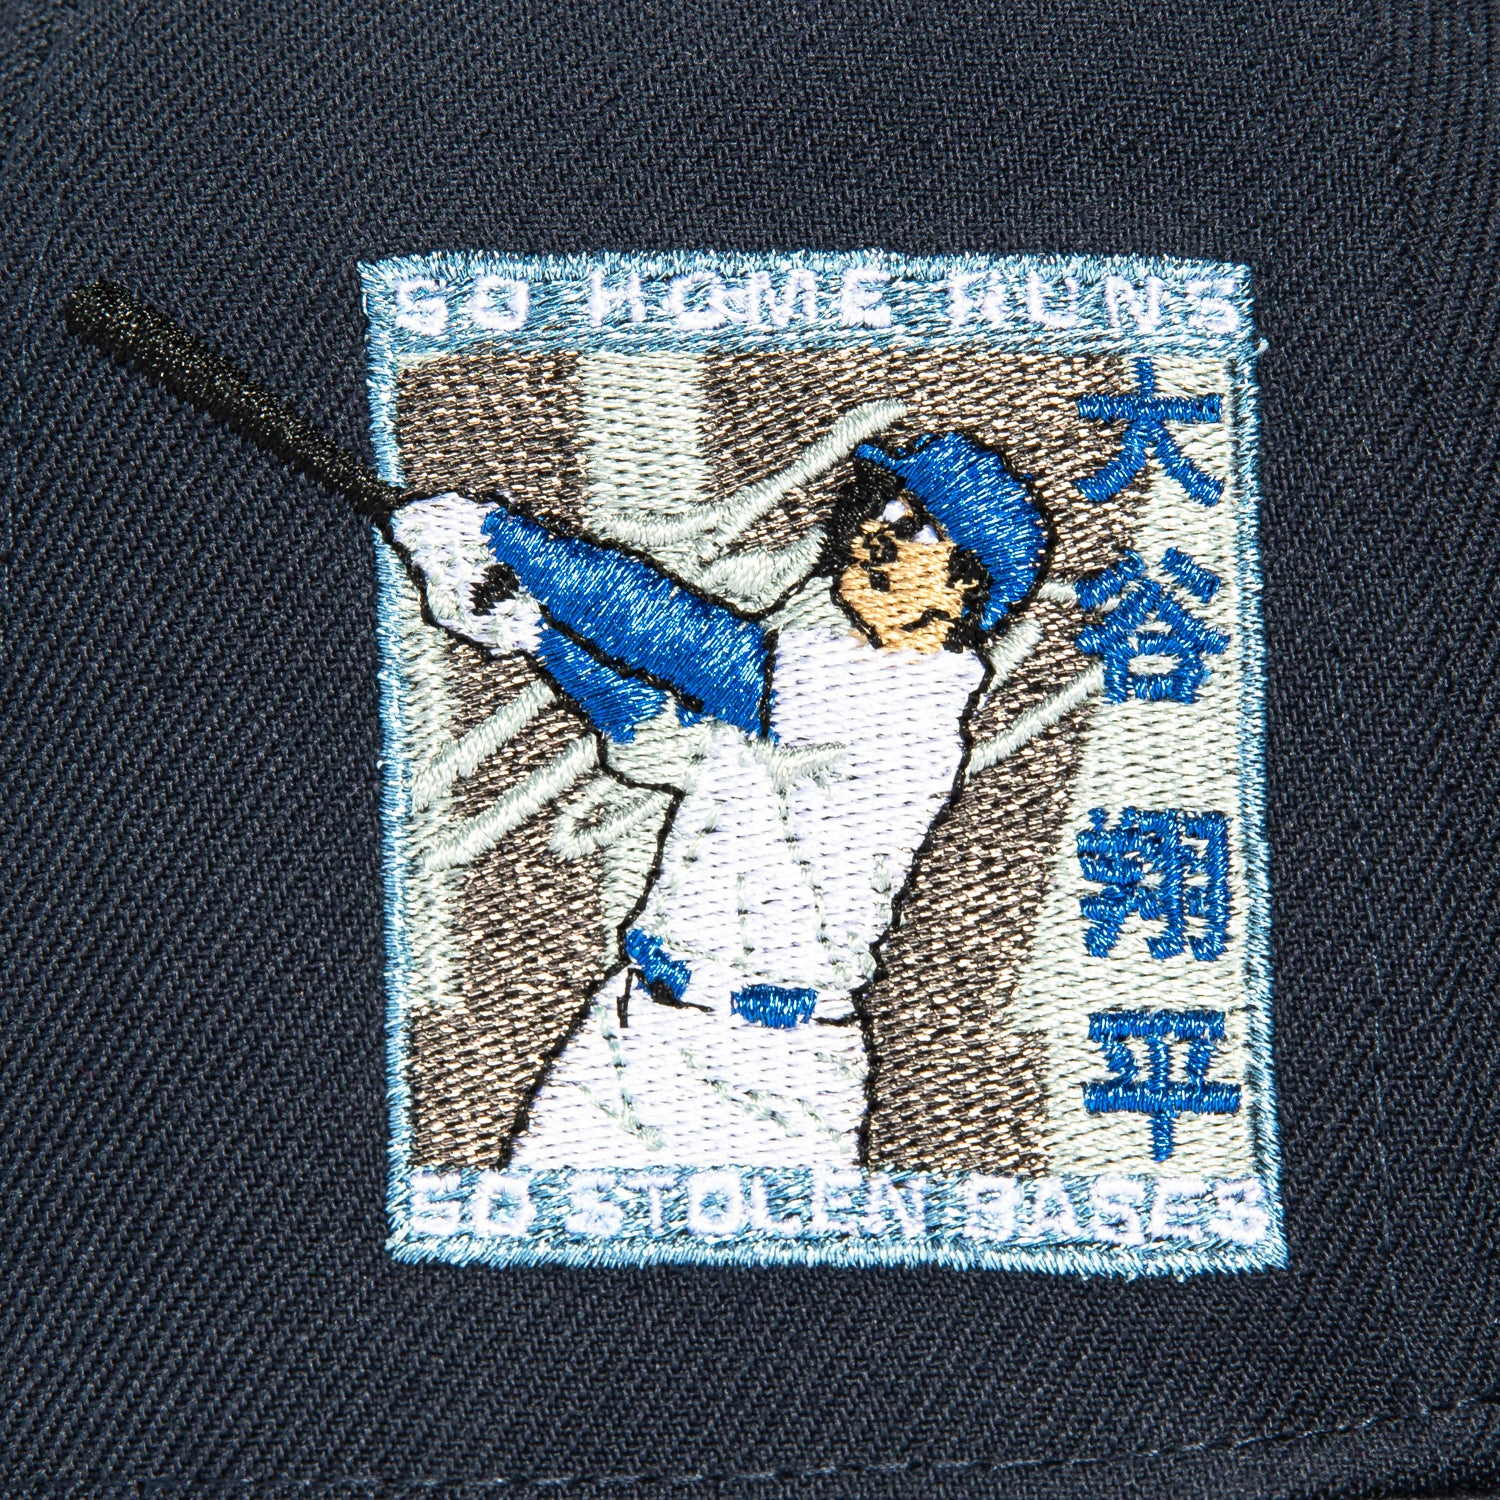 50 HOME RUNS
大谷翔平
50 STOLEN BASES